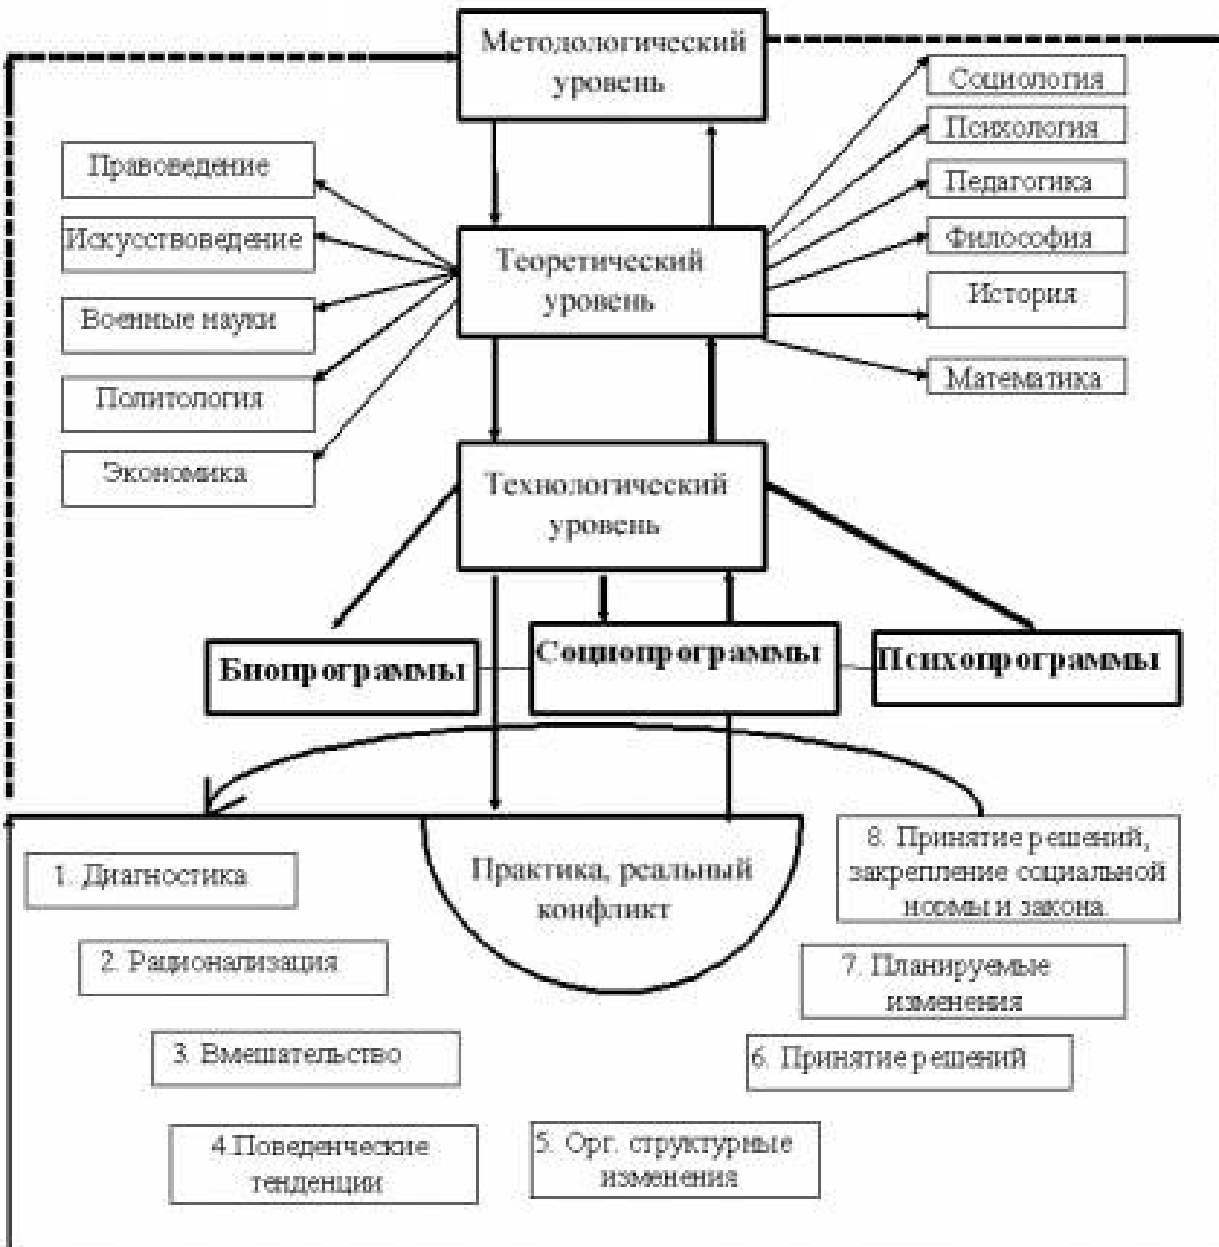 Методологический
уровень
Социология
Психология
Педагогика
Философия
История
Математика
Правоведение
Искусствоведение
Военные науки
Политология
Экономика
Теоретический
уровень
Технологический
уровень
Биопрограммы
Социопрограммы
Психопрограммы
Практика, реальный
конфликт
1. Диагностика
2. Рационализация
3. Вмешательство
4 Поведенческие
тенденции
5. Орг. структурные
изменения
6. Принятие решений
7. Планируемые
изменения
8. Принятие решений,
закрепление социальной
нормы и закона.